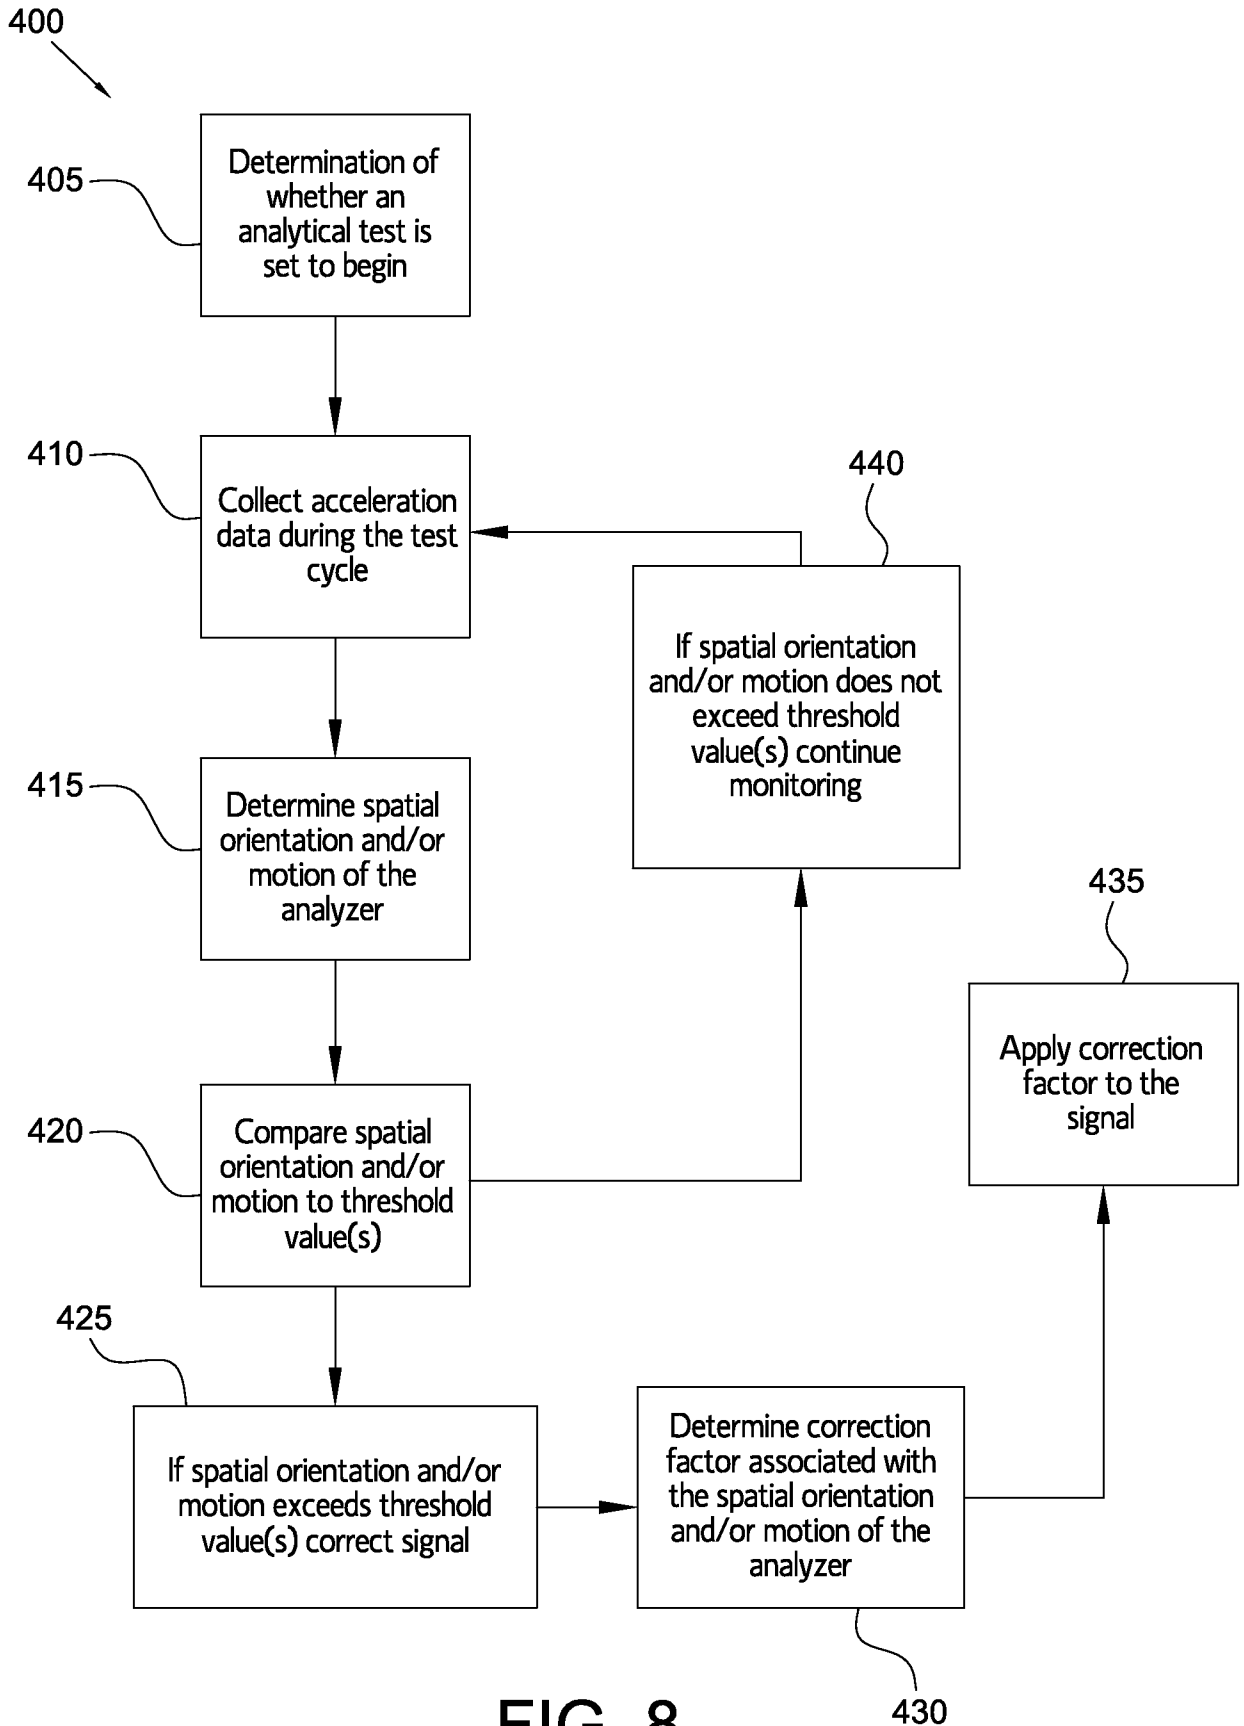 400
405
Determination of
whether an
analytical test is
set to begin
410
Collect acceleration
data during the test
cycle
440
If spatial orientation
and/or motion does not
exceed threshold
value(s) continue
monitoring
415
Determine spatial
orientation and/or
motion of the
analyzer
435
Apply correction
factor to the
signal
420
Compare spatial
orientation and/or
motion to threshold
value(s)
425
If spatial orientation and/or
motion exceeds threshold
value(s) correct signal
Determine correction
factor associated with
the spatial orientation
and/or motion of the
analyzer
430
FIG. 8